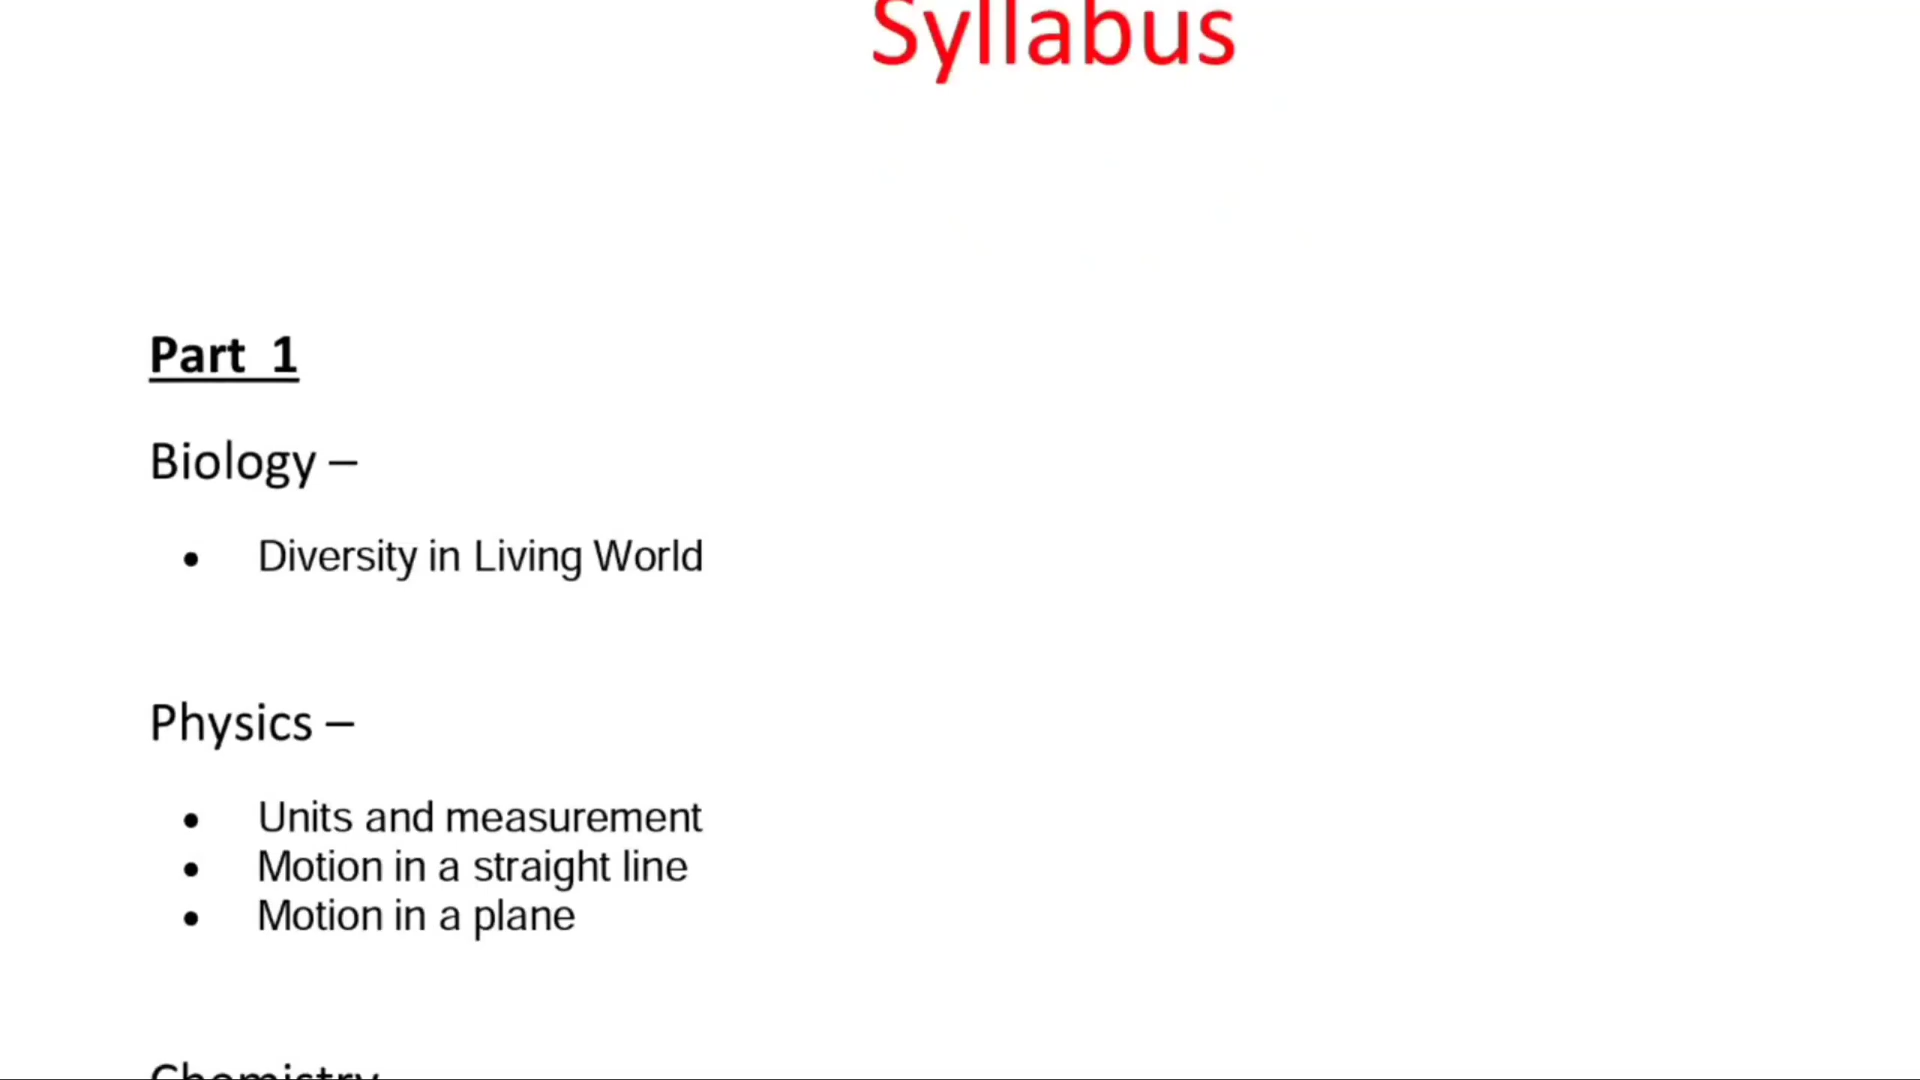 Syllabus
Part 1
Biology –
• Diversity in Living World
Physics –
• Units and measurement
• Motion in a straight line
• Motion in a plane
Chemistry